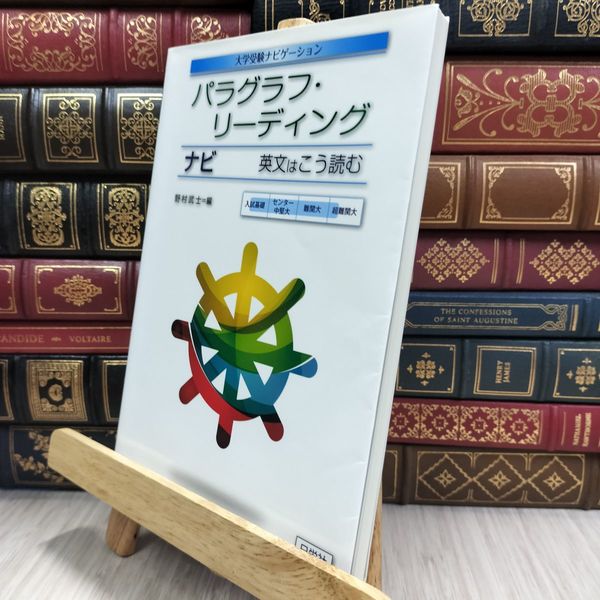 大学受験ナビゲーション
パラグラフ・
リーディング
ナビ 英文はこう読む
野村武士=編
入試基礎
センター
中堅大
難関大
超難関大
CANDIDE VOLTAIRE
THE CONFESSIONS
OF SAINT AUGUSTINE
HENRY
JAMES
NATHANIEL
HAWTHORNE